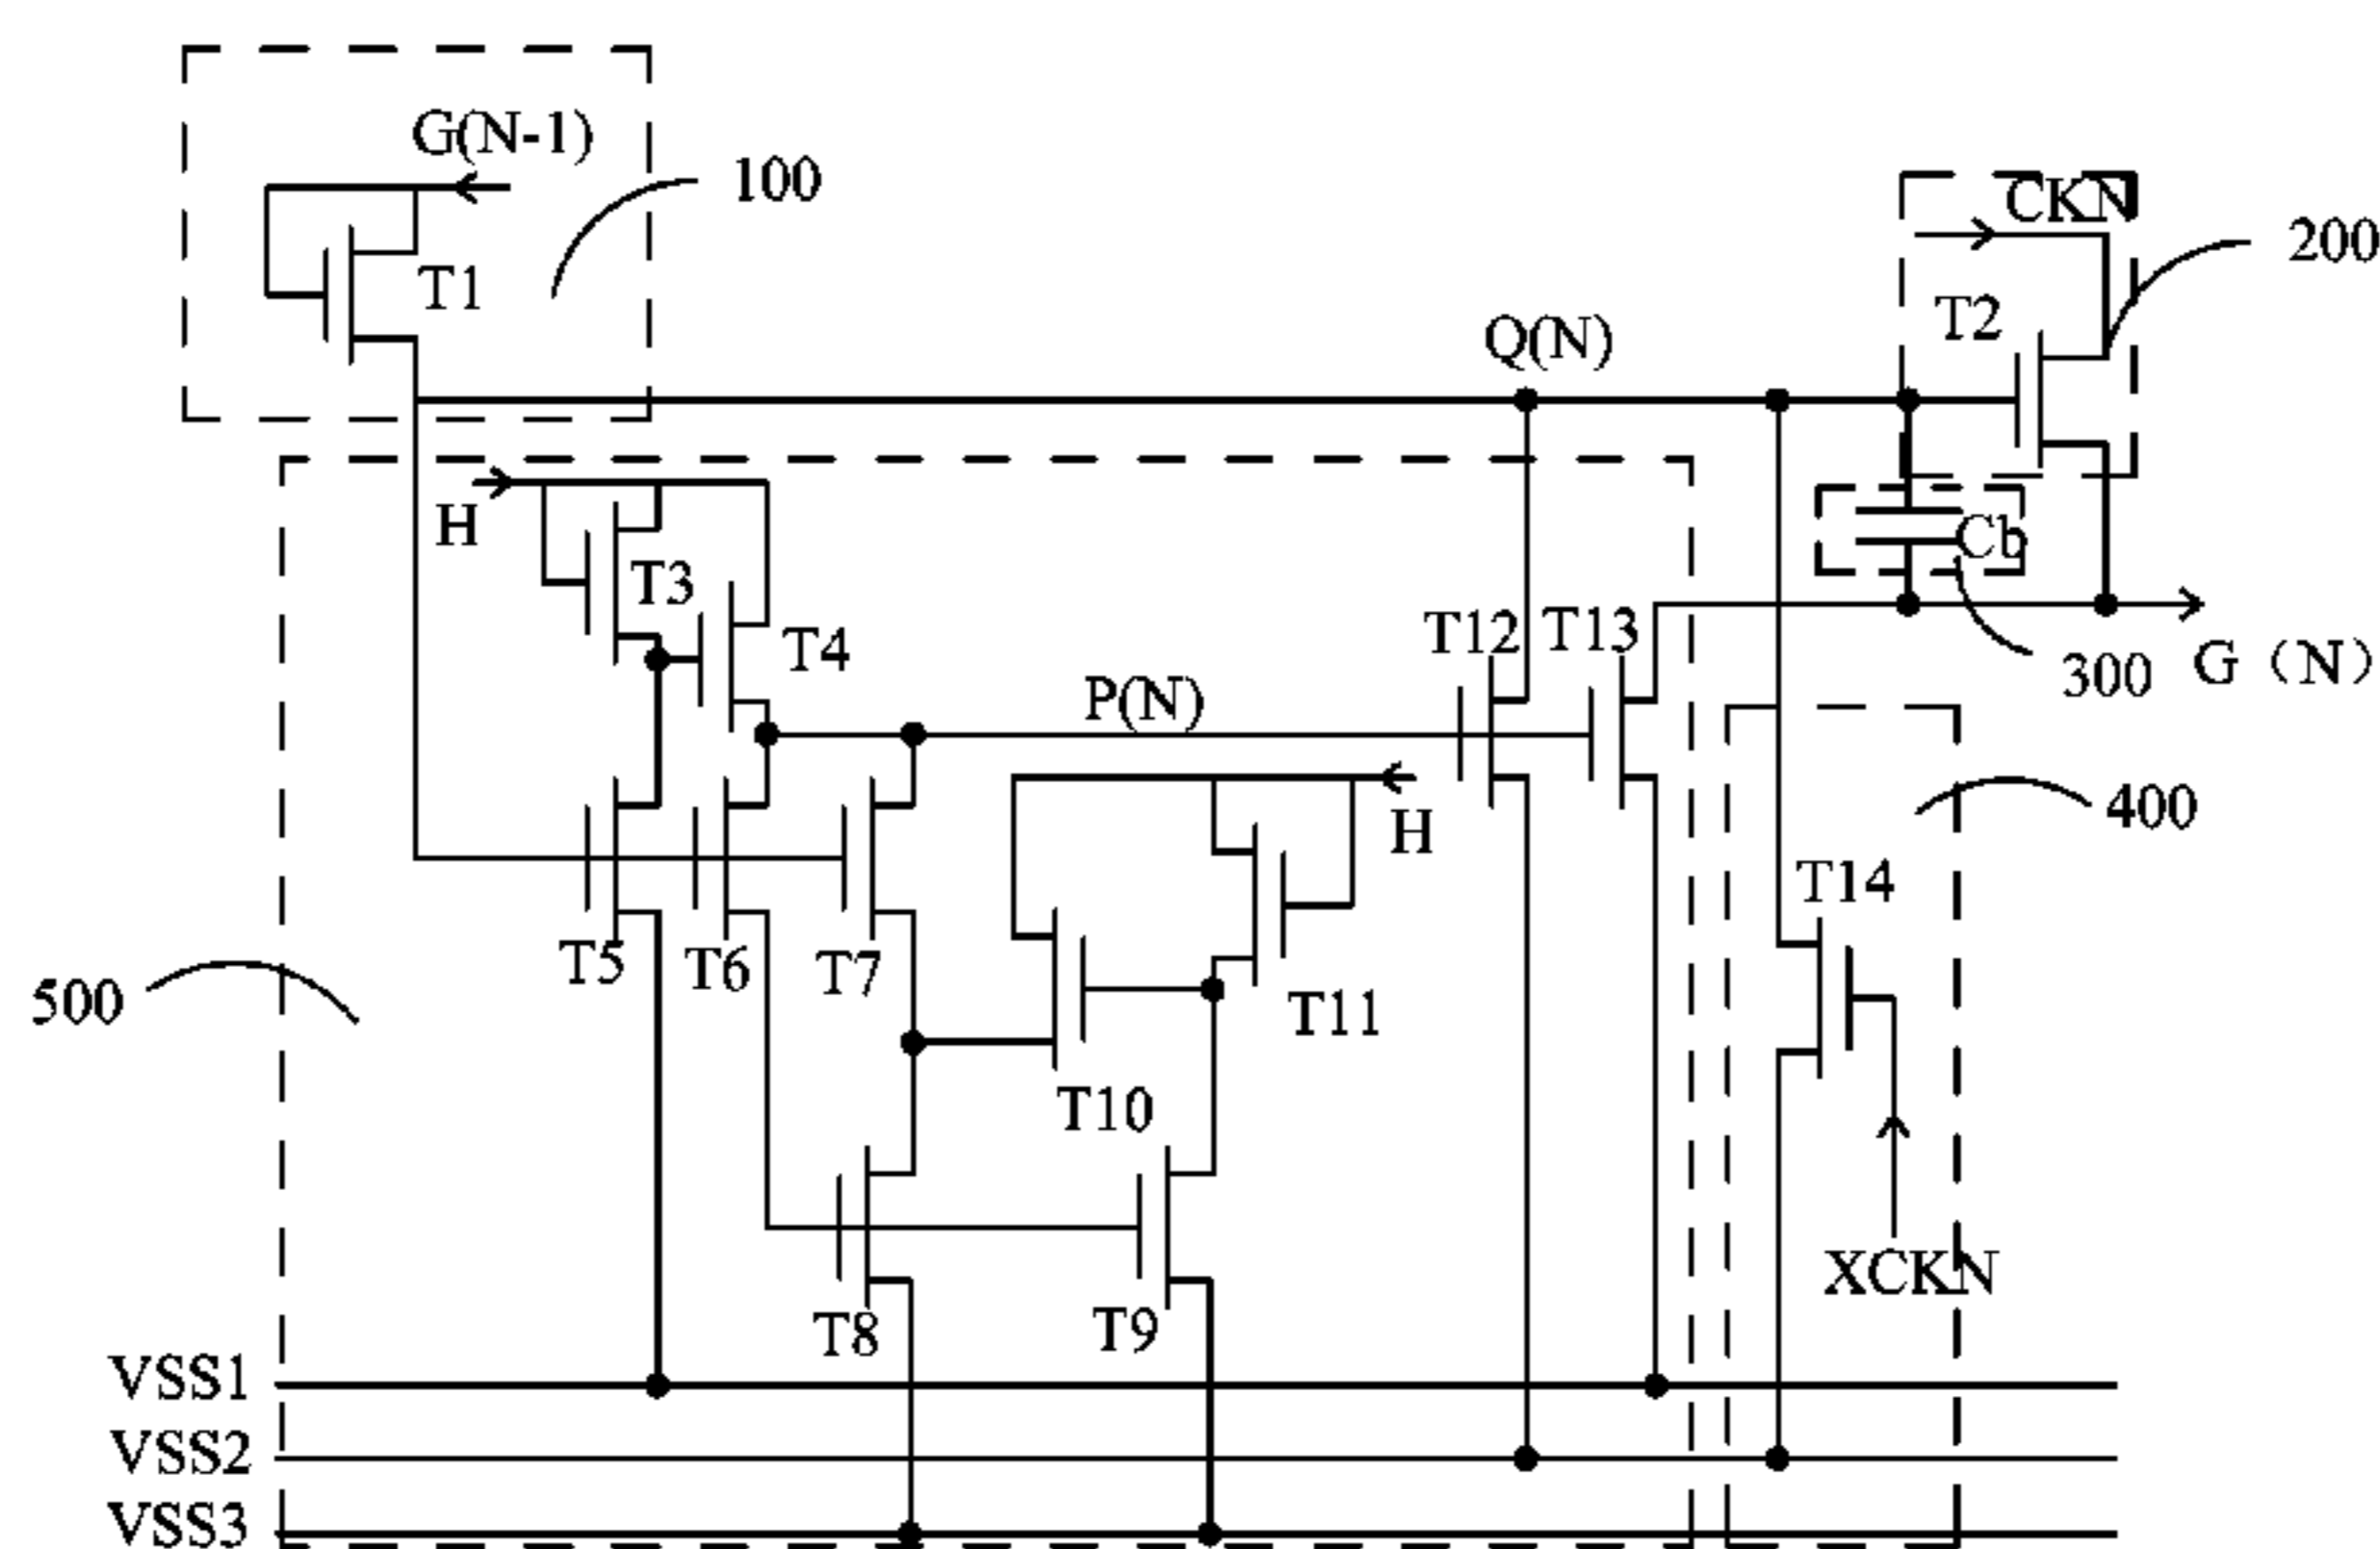 G(N-1)
100
CKN
200
T1
T2
Q(N)
H
Cb
T3
T12
T13
T4
300
G（N）
P(N)
400
H
T14
T5
T6
T7
500
T11
T10
XCKN
T8
T9
VSS1
VSS2
VSS3